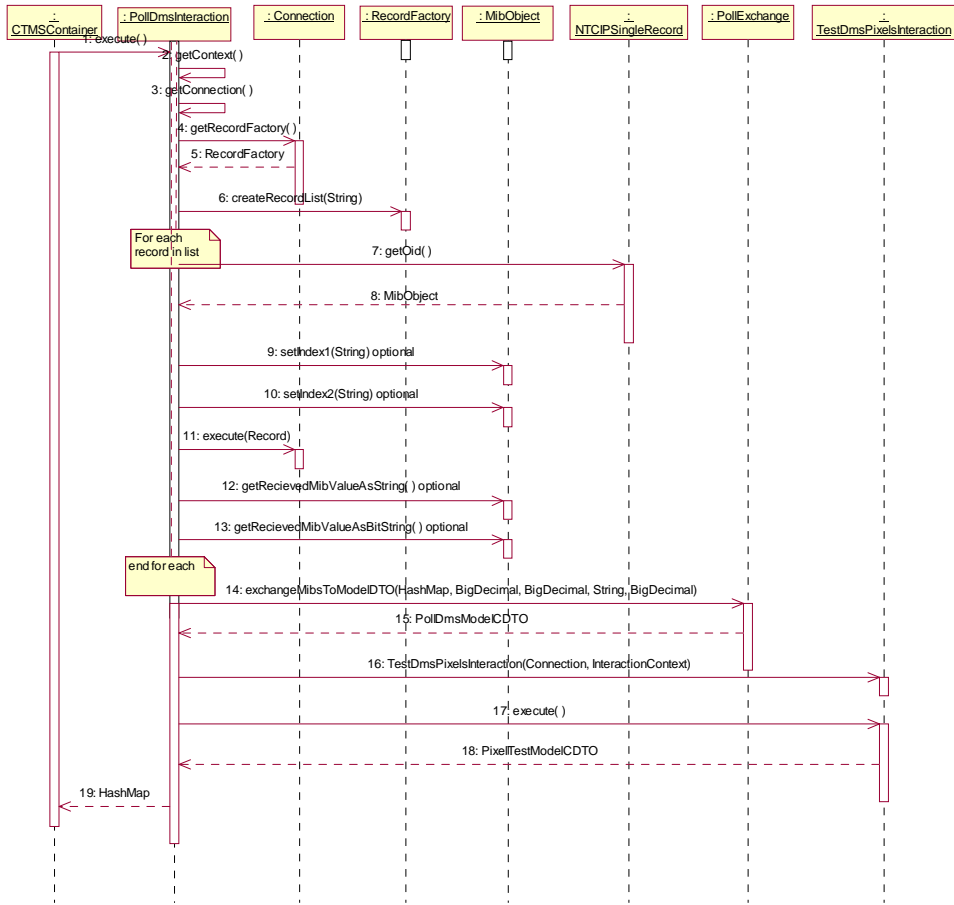 :
CTMSContainer
: PollDmsInteraction
: Connection
: RecordFactory
: MibObject
:
NTCIPSingleRecord
: PollExchange
:
TestDmsPixelsInteraction
1: execute( )
2: getContext( )
3: getConnection( )
4: getRecordFactory( )
5: RecordFactory
6: createRecordList(String)
For each
record in list
7: getOid( )
8: MibObject
9: setIndex1(String) optional
10: setIndex2(String) optional
11: execute(Record)
12: getRecievedMibValueAsString( ) optional
13: getRecievedMibValueAsBitString( ) optional
end for each
14: exchangeMibsToModelDTO(HashMap, BigDecimal, BigDecimal, String, BigDecimal)
15: PollDmsModelCDTO
16: TestDmsPixelsInteraction(Connection, InteractionContext)
17: execute( )
18: PixelTestModelCDTO
19: HashMap